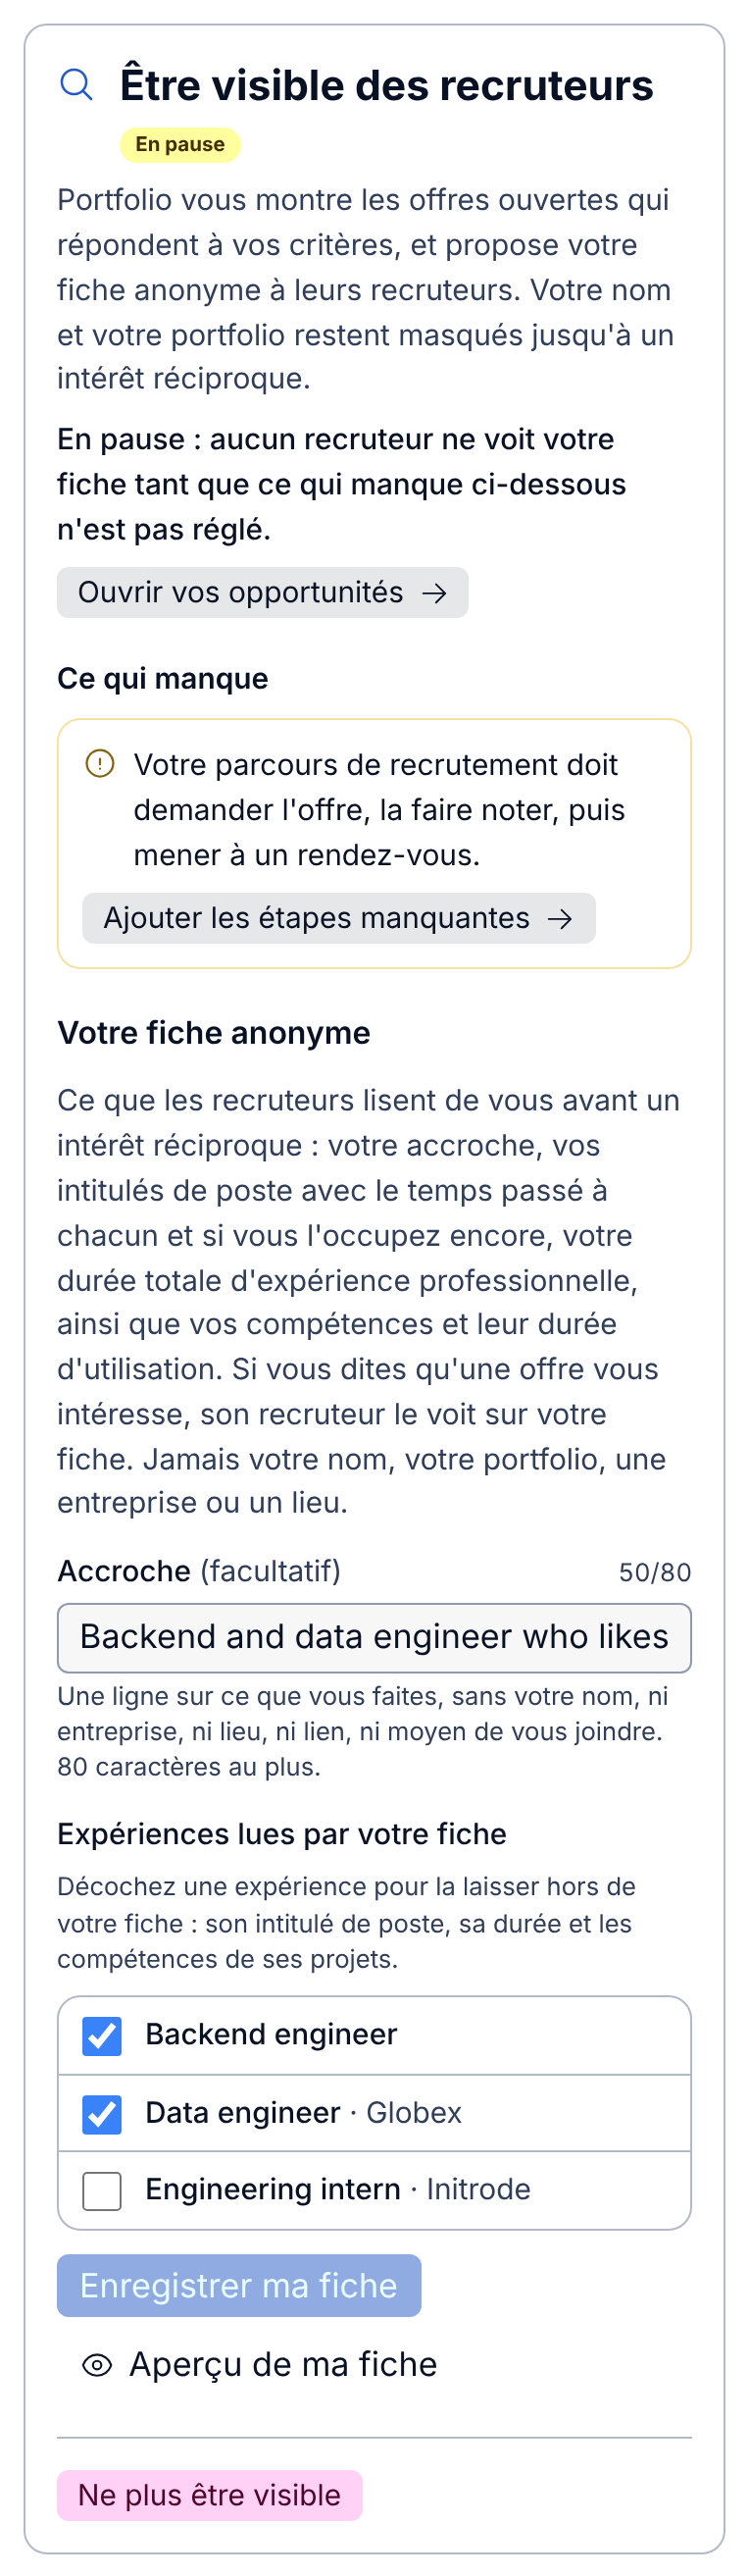 Être visible des recruteurs
En pause
Portfolio vous montre les offres ouvertes qui
répondent à vos critères, et propose votre
fiche anonyme à leurs recruteurs. Votre nom
et votre portfolio restent masqués jusqu'à un
intérêt réciproque.
En pause : aucun recruteur ne voit votre
fiche tant que ce qui manque ci-dessous
n'est pas réglé.
Ouvrir vos opportunités →
Ce qui manque
Votre parcours de recrutement doit
demander l'offre, la faire noter, puis
mener à un rendez-vous.
Ajouter les étapes manquantes →
Votre fiche anonyme
Ce que les recruteurs lisent de vous avant un
intérêt réciproque : votre accroche, vos
intitulés de poste avec le temps passé à
chacun et si vous l'occupez encore, votre
durée totale d'expérience professionnelle,
ainsi que vos compétences et leur durée
d'utilisation. Si vous dites qu'une offre vous
intéresse, son recruteur le voit sur votre
fiche. Jamais votre nom, votre portfolio, une
entreprise ou un lieu.
Accroche (facultatif) 50/80
Backend and data engineer who likes
Une ligne sur ce que vous faites, sans votre nom, ni
entreprise, ni lieu, ni lien, ni moyen de vous joindre.
80 caractères au plus.
Expériences lues par votre fiche
Décochez une expérience pour la laisser hors de
votre fiche : son intitulé de poste, sa durée et les
compétences de ses projets.
Backend engineer
Data engineer · Globex
Engineering intern · Initrode
Enregistrer ma fiche
Aperçu de ma fiche
Ne plus être visible